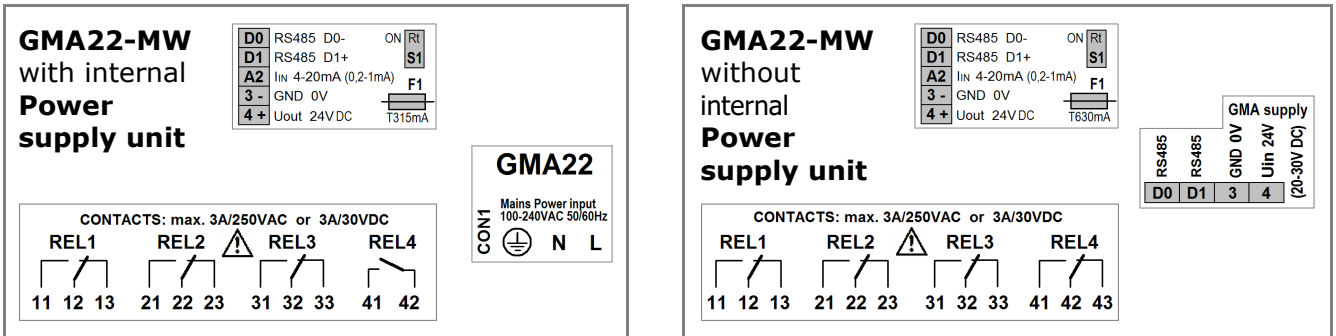 GMA22-MW
with internal
Power
supply unit
D0 RS485 D0- ON Rt
D1 RS485 D1+ S1
A2 IIN 4-20mA (0,2-1mA)
3 - GND 0V F1
4 + Uout 24V DC T315mA
GMA22
Mains Power input
100-240VAC 50/60Hz
CON1 N L
CONTACTS: max. 3A/250VAC or 3A/30VDC
REL1 REL2 REL3 REL4
11 12 13 21 22 23 31 32 33 41 42
GMA22-MW
without
internal
Power
supply unit
D0 RS485 D0- ON Rt
D1 RS485 D1+ S1
A2 IIN 4-20mA (0,2-1mA)
3 - GND 0V F1
4 + Uout 24V DC T630mA
GMA supply
RS485 RS485 GND 0V Uin 24V (20-30V DC)
D0 D1 3 4
CONTACTS: max. 3A/250VAC or 3A/30VDC
REL1 REL2 REL3 REL4
11 12 13 21 22 23 31 32 33 41 42 43